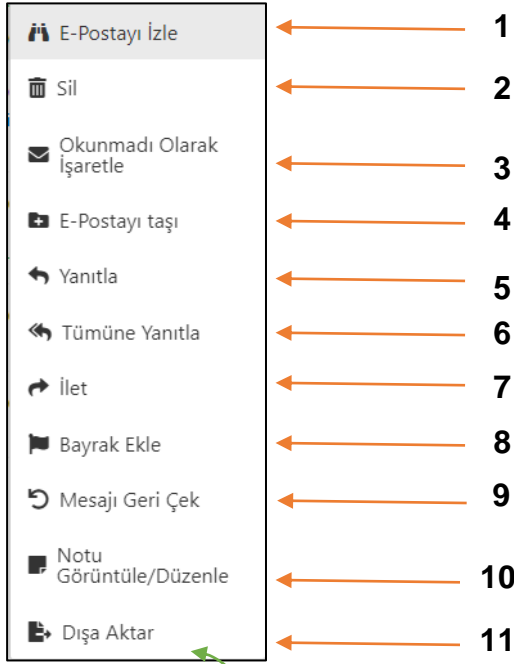 E-Postayı İzle 1
Sil 2
Okunmadı Olarak
İşaretle 3
E-Postayı taşı 4
Yanıtla 5
Tümüne Yanıtla 6
İlet 7
Bayrak Ekle 8
Mesajı Geri Çek 9
Notu
Görüntüle/Düzenle 10
Dışa Aktar 11